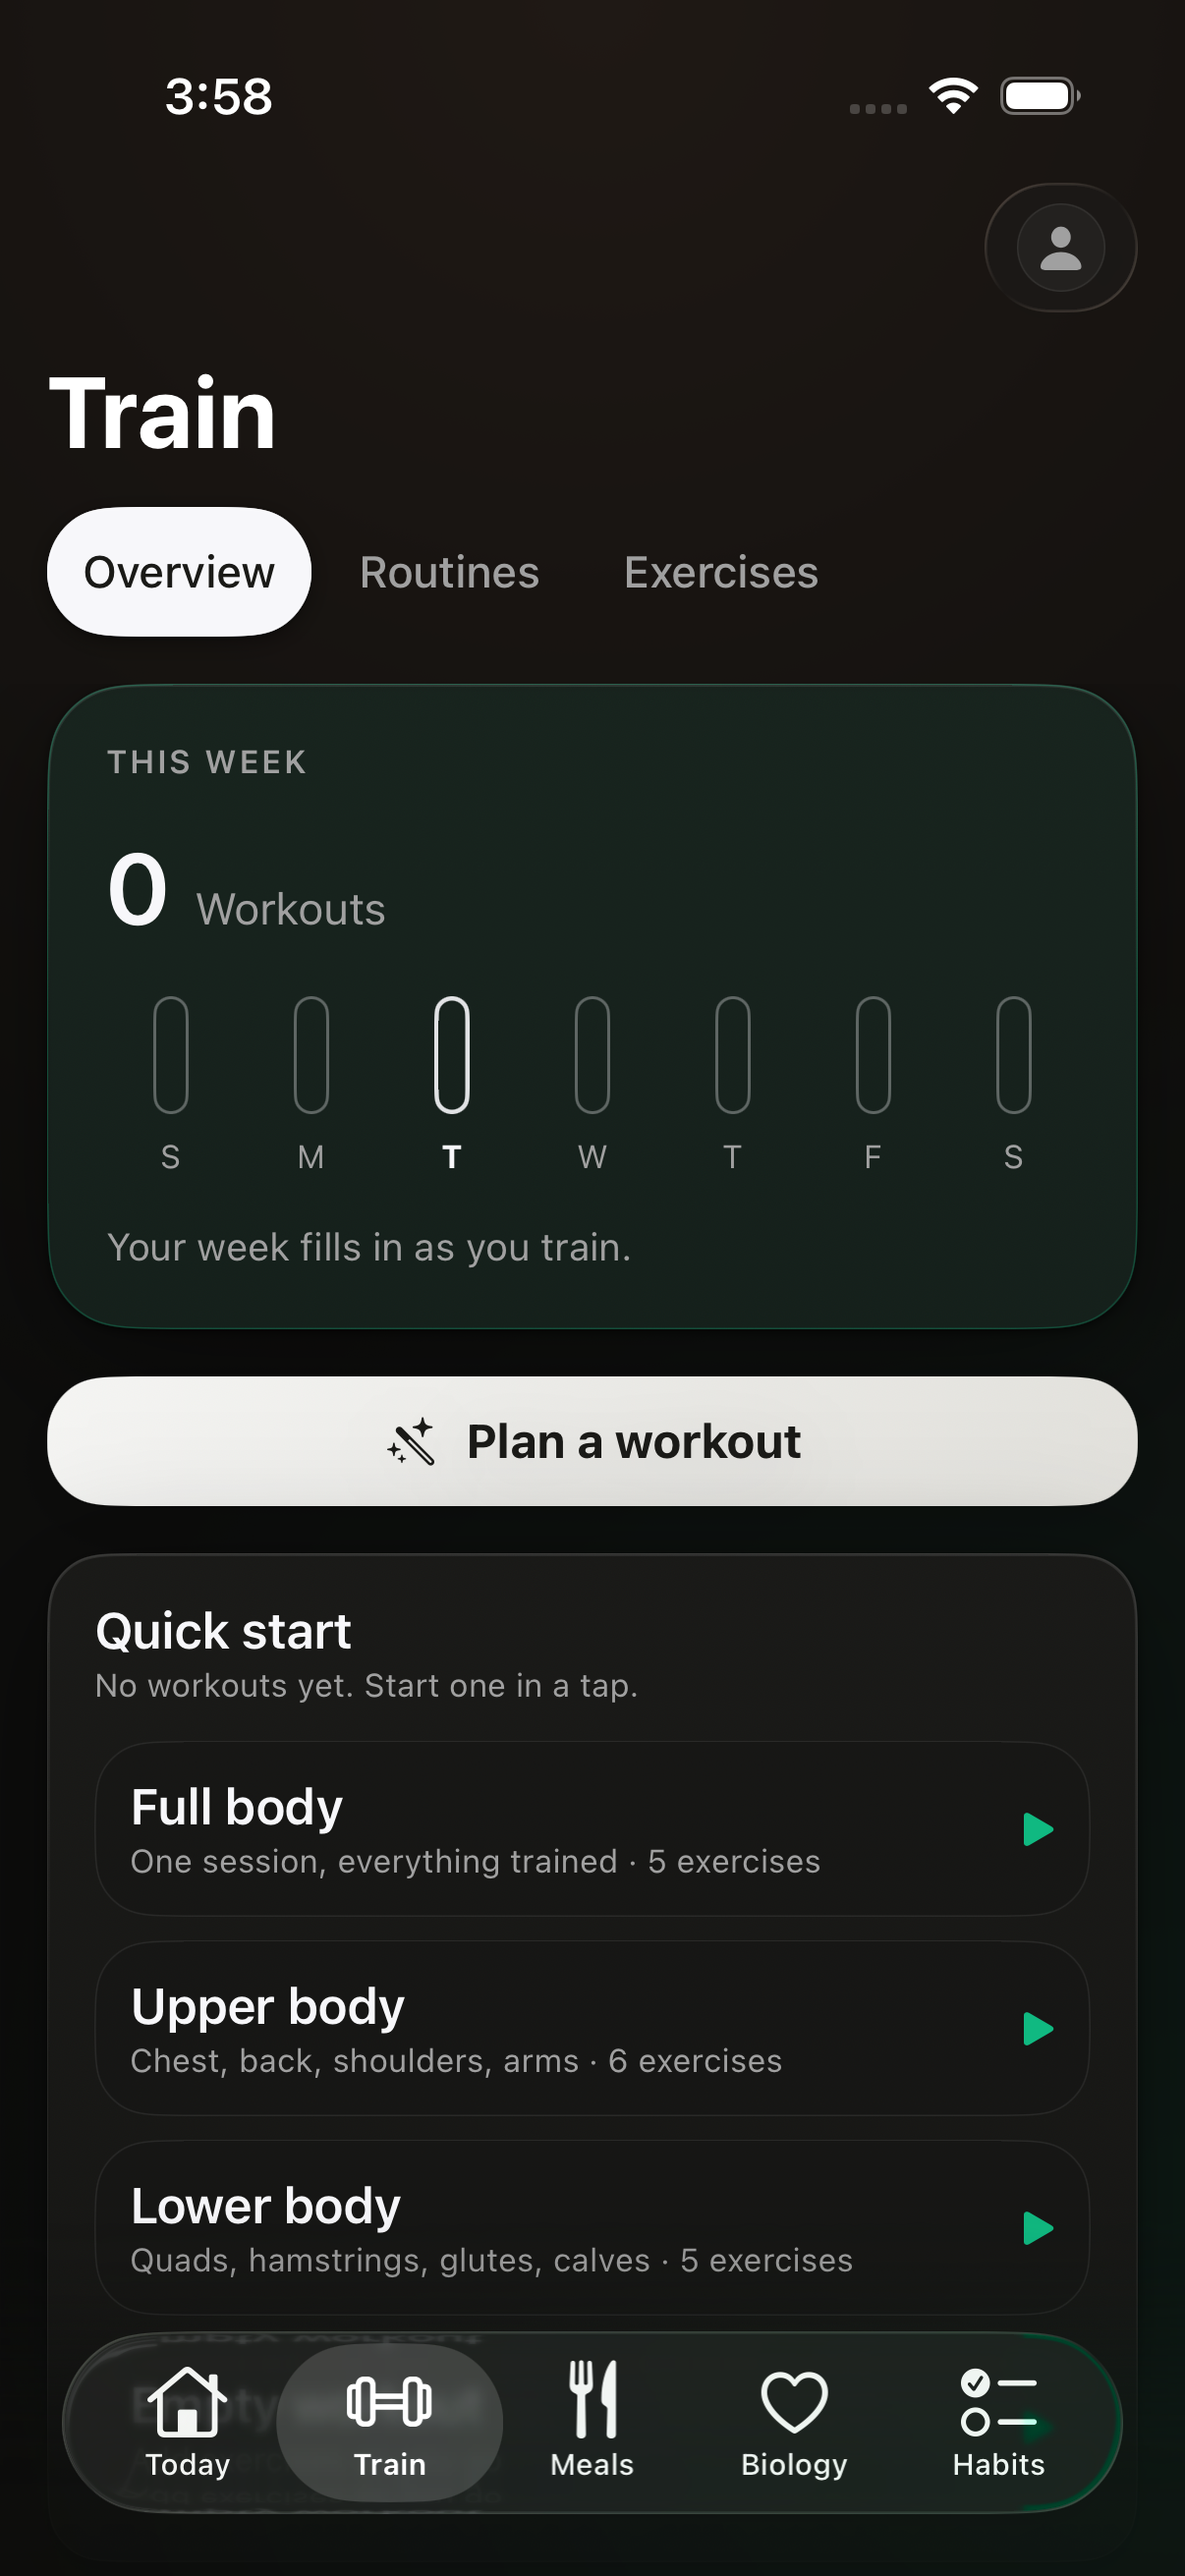 3:58
Train
Overview Routines Exercises
THIS WEEK
0 Workouts
S M T W T F S
Your week fills in as you train.
Plan a workout
Quick start
No workouts yet. Start one in a tap.
Full body
One session, everything trained · 5 exercises
Upper body
Chest, back, shoulders, arms · 6 exercises
Lower body
Quads, hamstrings, glutes, calves · 5 exercises
Today Train Meals Biology Habits